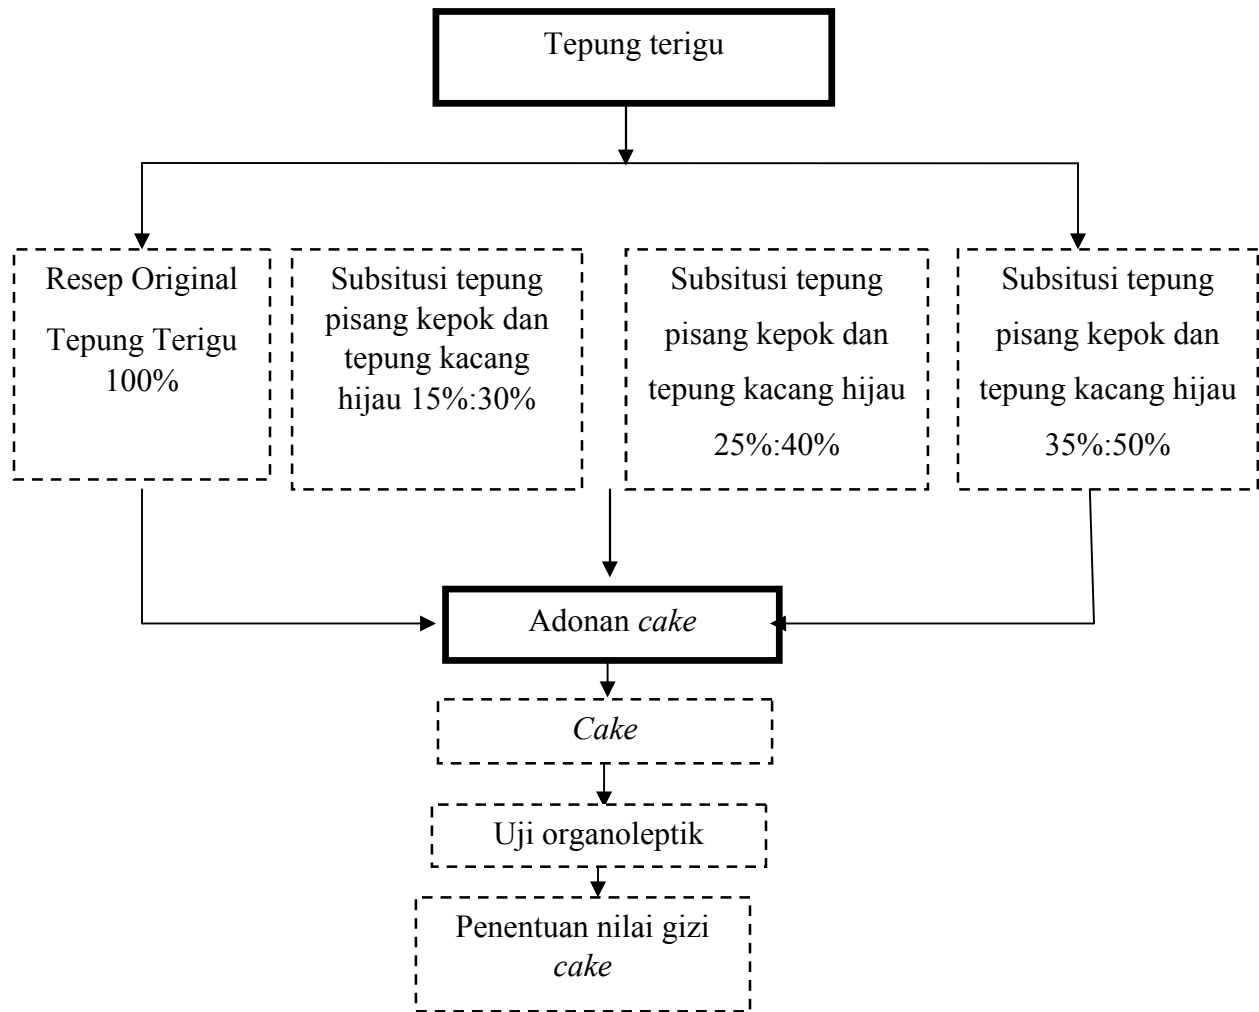 Tepung terigu
Resep Original
Tepung Terigu
100%
Subsitusi tepung
pisang kepok dan
tepung kacang
hijau 15%:30%
Subsitusi tepung
pisang kepok dan
tepung kacang hijau
25%:40%
Subsitusi tepung
pisang kepok dan
tepung kacang hijau
35%:50%
Adonan cake
Cake
Uji organoleptik
Penentuan nilai gizi
cake